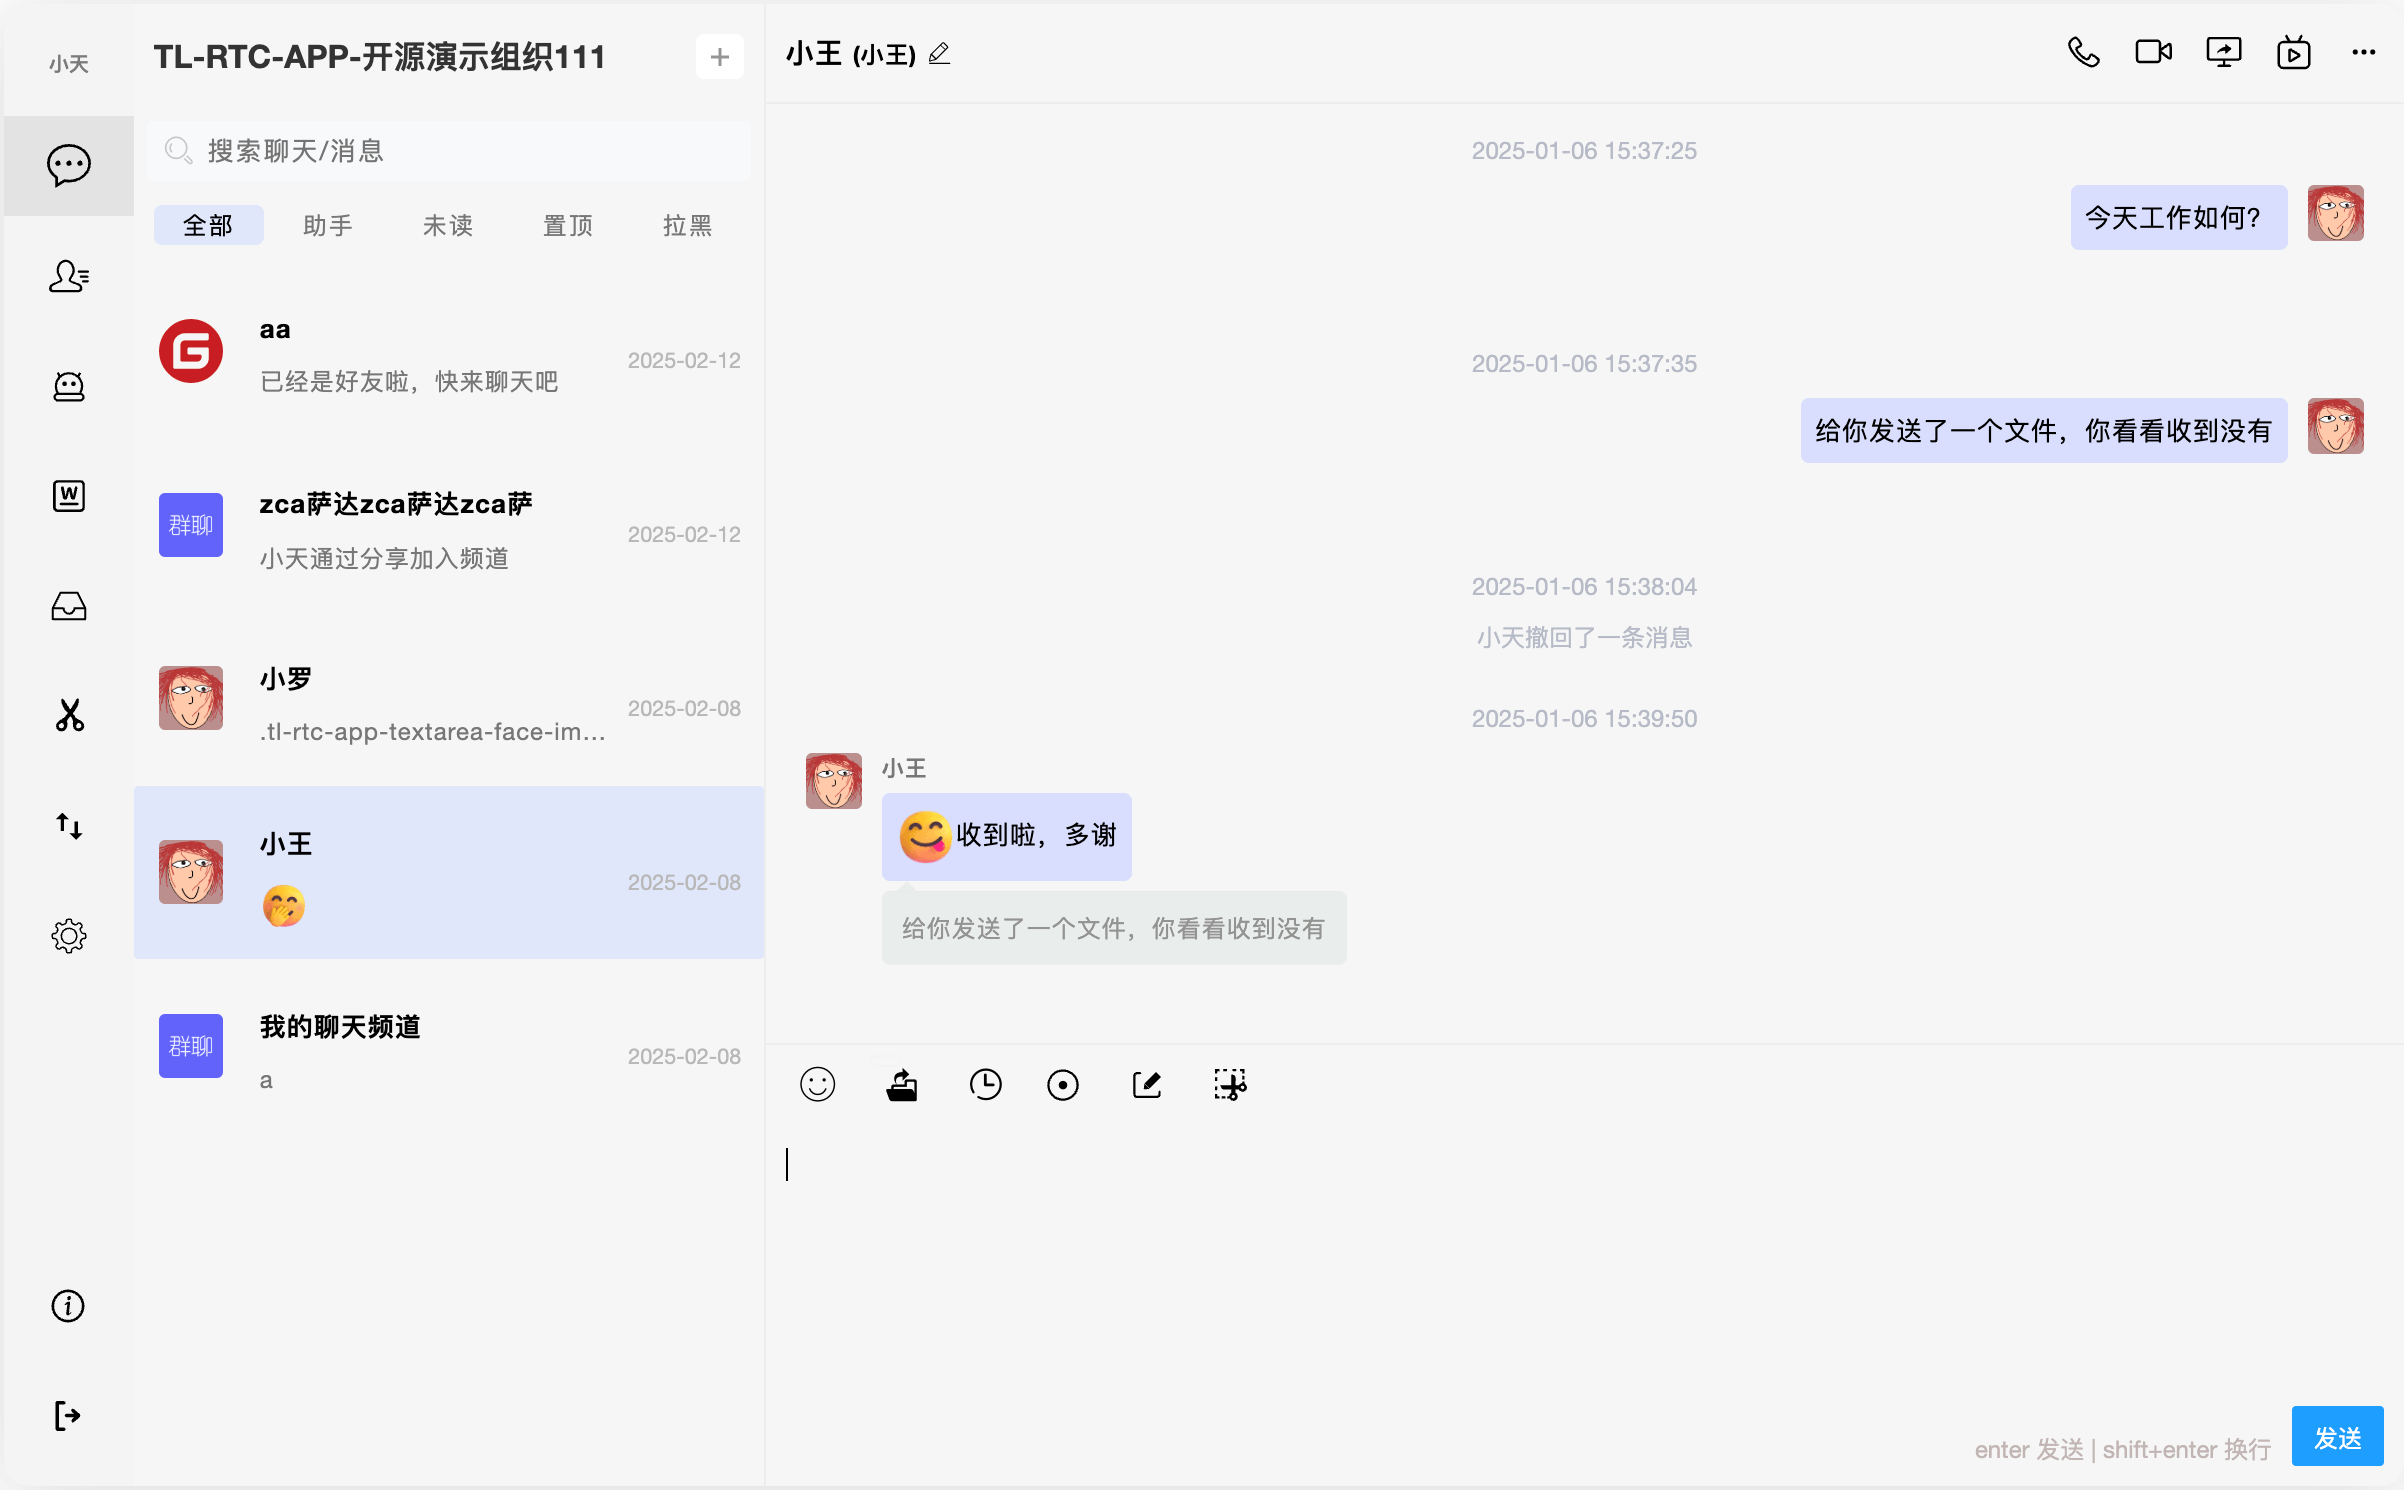 小天
TL-RTC-APP-开源演示组织111
搜索聊天/消息
全部
助手
未读
置顶
拉黑
aa
已经是好友啦，快来聊天吧
2025-02-12
群聊
zca萨达zca萨达zca萨
小天通过分享加入频道
2025-02-12
小罗
.tl-rtc-app-textarea-face-im...
2025-02-08
小王
2025-02-08
群聊
我的聊天频道
a
2025-02-08
小王 (小王)
2025-01-06 15:37:25
今天工作如何?
2025-01-06 15:37:35
给你发送了一个文件，你看看收到没有
2025-01-06 15:38:04
小天撤回了一条消息
2025-01-06 15:39:50
小王
😋收到啦，多谢
给你发送了一个文件，你看看收到没有
enter 发送 | shift+enter 换行
发送